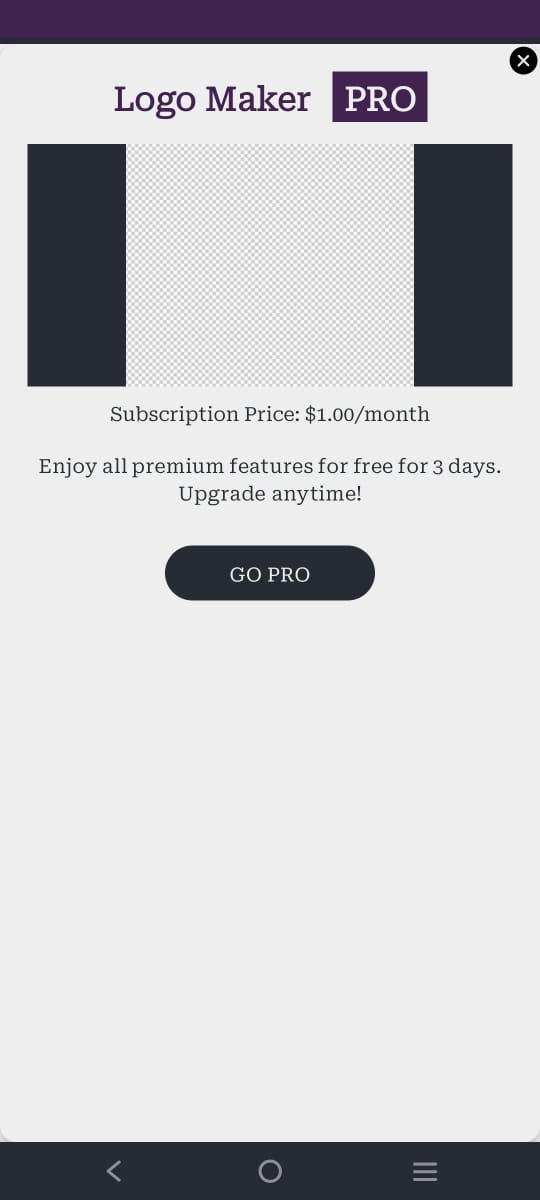 Logo Maker PRO
Subscription Price: $1.00/month
Enjoy all premium features for free for 3 days.
Upgrade anytime!
GO PRO